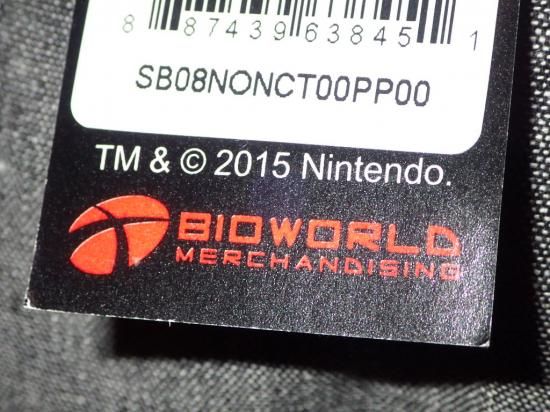 8 87439 63845 1
SB08NONCT00PP00
TM & © 2015 Nintendo.
BIOWORLD
MERCHANDISING